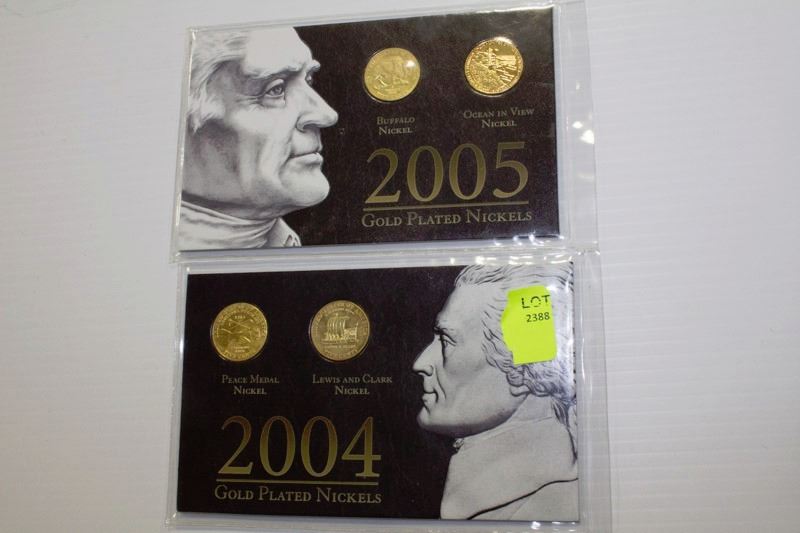 BUFFALO
NICKEL
OCEAN IN VIEW
NICKEL
2005
GOLD PLATED NICKELS
LOT
2388
PEACE MEDAL
NICKEL
LEWIS AND CLARK
NICKEL
2004
GOLD PLATED NICKELS